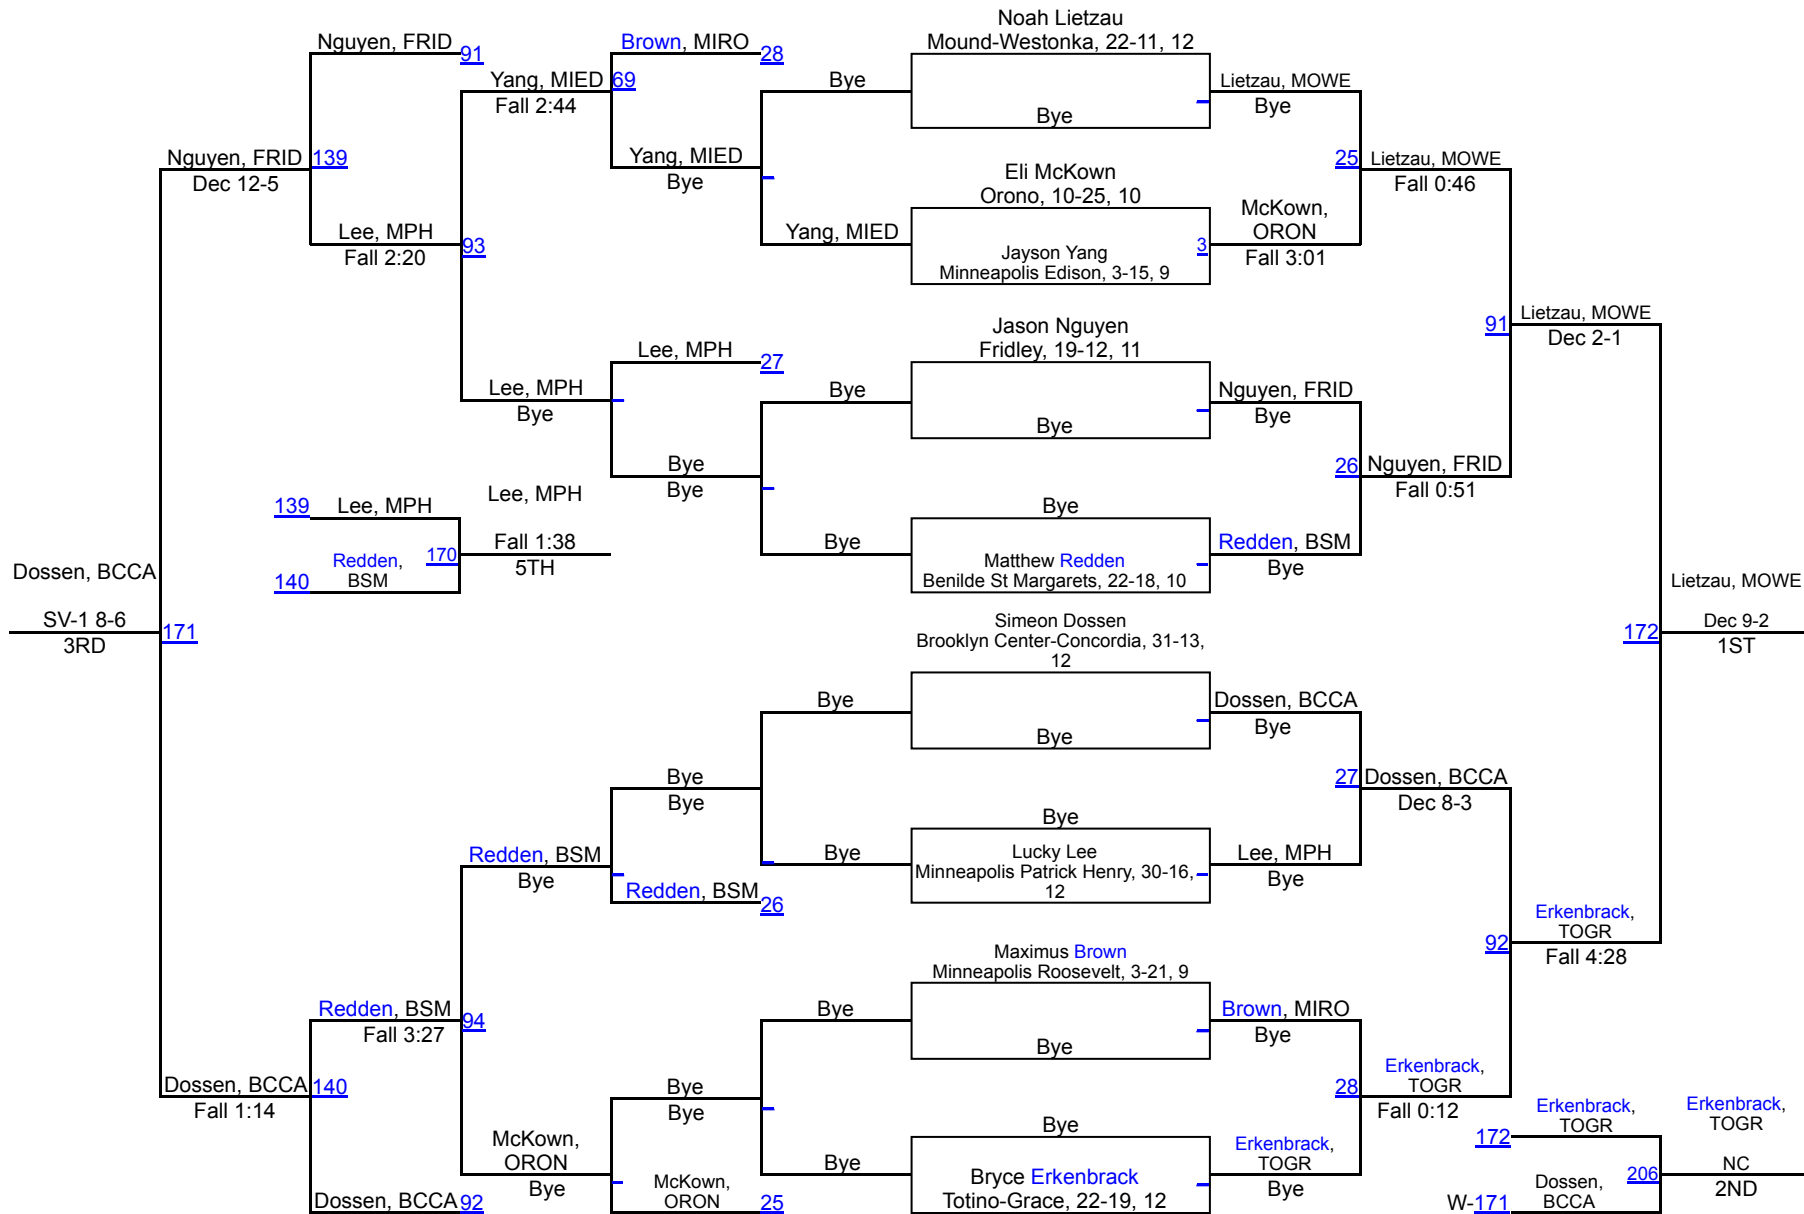 Noah Lietzau
Mound-Westonka, 22-11, 12
Nguyen, FRID
91
Brown, MIRO
28
Yang, MIED
69
Fall 2:44
Bye
Lietzau, MOWE
Bye
Bye
Yang, MIED
Bye
Nguyen, FRID
139
Dec 12-5
25
Lietzau, MOWE
Fall 0:46
Eli McKown
Orono, 10-25, 10
Yang, MIED
Jayson Yang
Minneapolis Edison, 3-15, 9
3
McKown,
ORON
Fall 3:01
Lee, MPH
93
Fall 2:20
Jason Nguyen
Fridley, 19-12, 11
91
Lietzau, MOWE
Dec 2-1
Lee, MPH
27
Lee, MPH
Bye
Bye
Bye
Nguyen, FRID
Bye
Bye
Bye
26
Nguyen, FRID
Fall 0:51
139
Lee, MPH
Lee, MPH
Bye
Bye
Matthew Redden
Benilde St Margarets, 22-18, 10
Redden, BSM
Bye
Redden,
BSM
140
170
Fall 1:38
5TH
Dossen, BCCA
SV-1 8-6
3RD
171
Lietzau, MOWE
172
Dec 9-2
1ST
Simeon Dossen
Brooklyn Center-Concordia, 31-13,
12
Bye
Bye
Dossen, BCCA
Bye
Bye
Bye
27
Dossen, BCCA
Dec 8-3
Bye
Bye
Lucky Lee
Minneapolis Patrick Henry, 30-16,
12
Lee, MPH
Bye
Redden, BSM
Bye
Redden, BSM
26
92
Erkenbrack,
TOGR
Fall 4:28
Maximus Brown
Minneapolis Roosevelt, 3-21, 9
Bye
Bye
Brown, MIRO
Bye
Redden, BSM
94
Fall 3:27
Dossen, BCCA
140
Fall 1:14
Bye
Bye
28
Erkenbrack,
TOGR
Fall 0:12
Bye
Bye
Bryce Erkenbrack
Totino-Grace, 22-19, 12
Erkenbrack,
TOGR
Bye
McKown,
ORON
Bye
McKown,
ORON
25
Dossen, BCCA
92
Erkenbrack,
TOGR
172
Erkenbrack,
TOGR
Dossen,
BCCA
W-171
206
NC
2ND